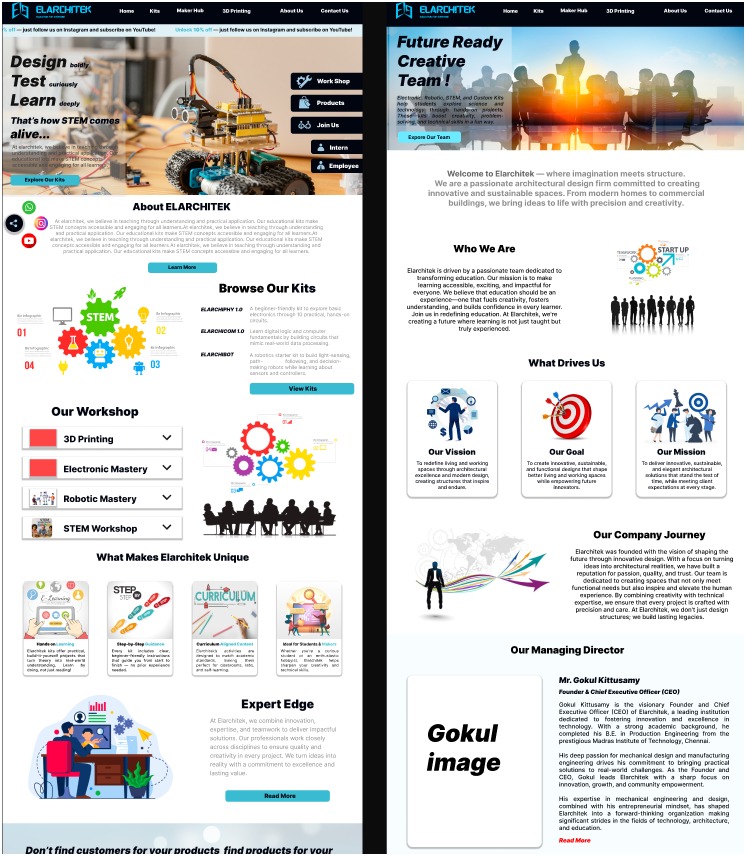 ELARCHITEK
Home Kits Maker Hub 3D Printing About Us Contact Us
% off — just follow us on Instagram and subscribe on YouTube! Unlock 10% off — just follow us on Instagram and subscribe on YouTube!
Design boldly
Test curiously
Learn deeply
That's how STEM comes
alive...
At elarchitek, we believe in teaching through
understanding and practical application. Our
educational kits make STEM concepts
accessible and engaging for all learners.
Explore Our Kits
Work Shop
Products
Join Us
Intern
Employee
About ELARCHITEK
At elarchitek, we believe in teaching through understanding and practical application. Our educational kits make
STEM concepts accessible and engaging for all learners.At elarchitek, we believe in teaching through
understanding and practical application. Our educational kits make STEM concepts accessible and engaging for all learners.At
elarchitek, we believe in teaching through understanding and practical application. Our educational kits make STEM concepts
accessible and engaging for all learners.
Learn More
STEM
01
02
03
04
Browse Our Kits
ELARCHIPHY 1.0
A beginner-friendly kit to explore basic
electronics through 10 practical, hands-on
circuits.
ELARCHICOM 1.0
Learn digital logic and computer
fundamentals by building circuits that
mimic real-world data processing
ELARCHIBOT
A robotics starter kit to build light-sensing,
path- following, and decision-
making robots while learning about
sensors and controllers.
View Kits
Our Workshop
3D Printing
Electronic Mastery
Robotic Mastery
STEM Workshop
What Makes Elarchitek Unique
E-Learning
STEP
STEP
CURRICULUM
Hands on Learning
Elarchitek kits offer practical,
build-it-yourself projects that
turn theory into real-world
understanding. Learn by
doing, not just reading!
Step-by-Step Guidance
Every kit includes clear,
beginner-friendly instructions
that guide you from start to
finish — no prior experience
needed.
Curriculum Aligned Content
Elarchitek's activities are
designed to match academic
standards, making them
perfect for classrooms, labs,
and self-learning.
Ideal for Students & Makers
Whether you're a curious
student or an enthusiastic
hobbyist, Elarchitek helps
sharpen your creativity and
technical skills.
Expert Edge
At Elarchitek, we combine innovation,
expertise, and teamwork to deliver impactful
solutions. Our professionals work closely
across disciplines to ensure quality and
creativity in every project. We turn ideas into
reality with a commitment to excellence and
lasting value.
Read More
Don't find customers for your products find products for your
ELARCHITEK
Home Kits Maker Hub 3D Printing About Us Contact Us
Future Ready
Creative
Team !
Electronic, Robotic, STEM, and Custom Kits
help students explore science and
technology through hands-on projects.
These kits boost creativity, problem-
solving, and technical skills in a fun way.
Expore Our Team
Welcome to Elarchitek — where imagination meets structure.
We are a passionate architectural design firm committed to creating
innovative and sustainable spaces. From modern homes to commercial
buildings, we bring ideas to life with precision and creativity.
Who We Are
Elarchitek is driven by a passionate team dedicated to
transforming education. Our mission is to make
learning accessible, exciting, and impactful for
everyone. We believe that education should be an
experience—one that fuels creativity, fosters
understanding, and builds confidence in every learner.
Join us in redefining education. At Elarchitek, we're
creating a future where learning is not just taught but
truly experienced.
START UP
What Drives Us
Our Vission
To redefine living and working
spaces through architectural
excellence and modern design,
creating structures that inspire
and endure.
Our Goal
To create innovative, sustainable,
and functional designs that shape
better living and working spaces
while empowering future
innovators.
Our Mission
To deliver innovative, sustainable,
and elegant architectural
solutions that stand the test of
time, while meeting client
expectations at every stage.
Our Company Journey
Elarchitek was founded with the vision of shaping the
future through innovative design. With a focus on turning
ideas into architectural realities, we have built a
reputation for passion, quality, and trust. Our team is
dedicated to creating spaces that not only meet
functional needs but also inspire and elevate the human
experience. By combining creativity with technical
expertise, we ensure that every project is crafted with
precision and care. At Elarchitek, we don't just design
structures; we build lasting legacies.
Our Managing Director
Gokul
image
Mr. Gokul Kittusamy
Founder & Chief Executive Officer (CEO)
Gokul Kittusamy is the visionary Founder and Chief
Executive Officer (CEO) of Elarchitek, a leading institution
dedicated to fostering innovation and excellence in
technology. With a strong academic background, he
completed his B.E. in Production Engineering from the
prestigious Madras Institute of Technology, Chennai.
His deep passion for mechanical design and manufacturing
engineering drives his commitment to bringing practical
solutions to real-world challenges. As the Founder and
CEO, Gokul leads Elarchitek with a sharp focus on
innovation, growth, and community empowerment.
His expertise in mechanical engineering and design,
combined with his entrepreneurial mindset, has shaped
Elarchitek into a forward-thinking organization making
significant strides in the fields of technology, architecture,
and education.
Read More